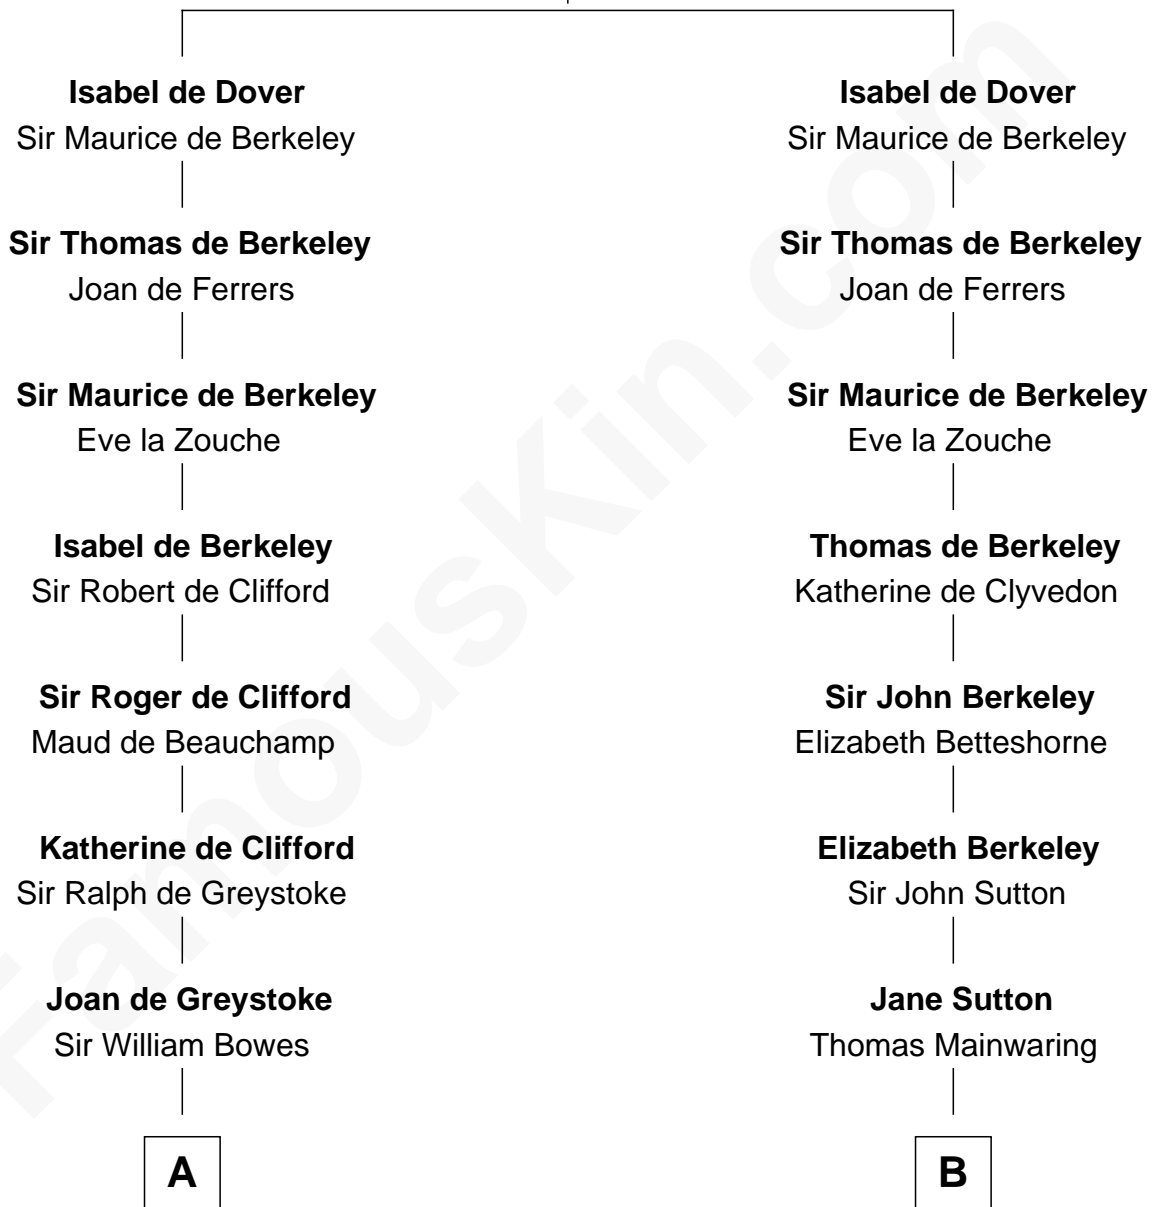 Isabel de Dover
Sir Maurice de Berkeley
Sir Thomas de Berkeley
Joan de Ferrers
Sir Maurice de Berkeley
Eve la Zouche
Isabel de Berkeley
Sir Robert de Clifford
Sir Roger de Clifford
Maud de Beauchamp
Katherine de Clifford
Sir Ralph de Greystoke
Joan de Greystoke
Sir William Bowes
A
Isabel de Dover
Sir Maurice de Berkeley
Sir Thomas de Berkeley
Joan de Ferrers
Sir Maurice de Berkeley
Eve la Zouche
Thomas de Berkeley
Katherine de Clyvedon
Sir John Berkeley
Elizabeth Betteshorne
Elizabeth Berkeley
Sir John Sutton
Jane Sutton
Thomas Mainwaring
B
FamousKin.com